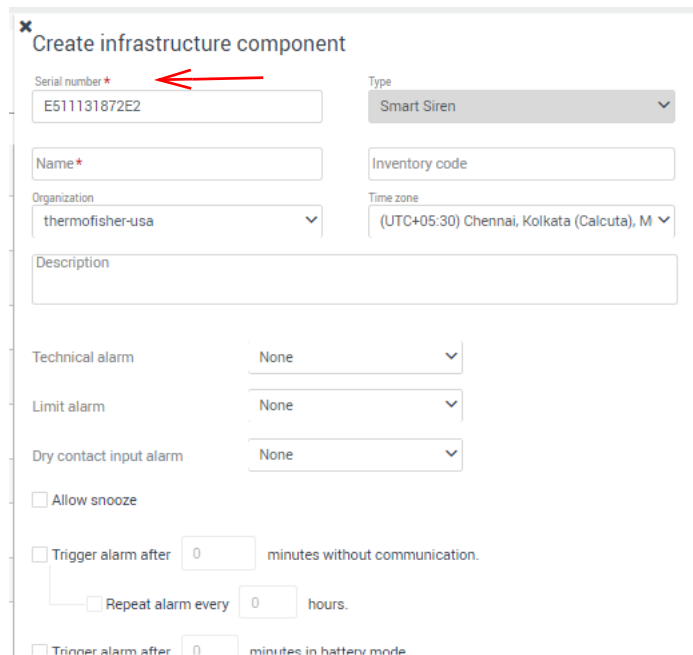 Create infrastructure component
Serial number * Type
E511131872E2 Smart Siren
Name* Inventory code
Organization Time zone
thermofisher-usa (UTC+05:30) Chennai, Kolkata (Calcuta), M
Description
Technical alarm None
Limit alarm None
Dry contact input alarm None
Allow snooze
Trigger alarm after 0 minutes without communication.
Repeat alarm every 0 hours.
Trigger alarm after 0 minutes in battery mode